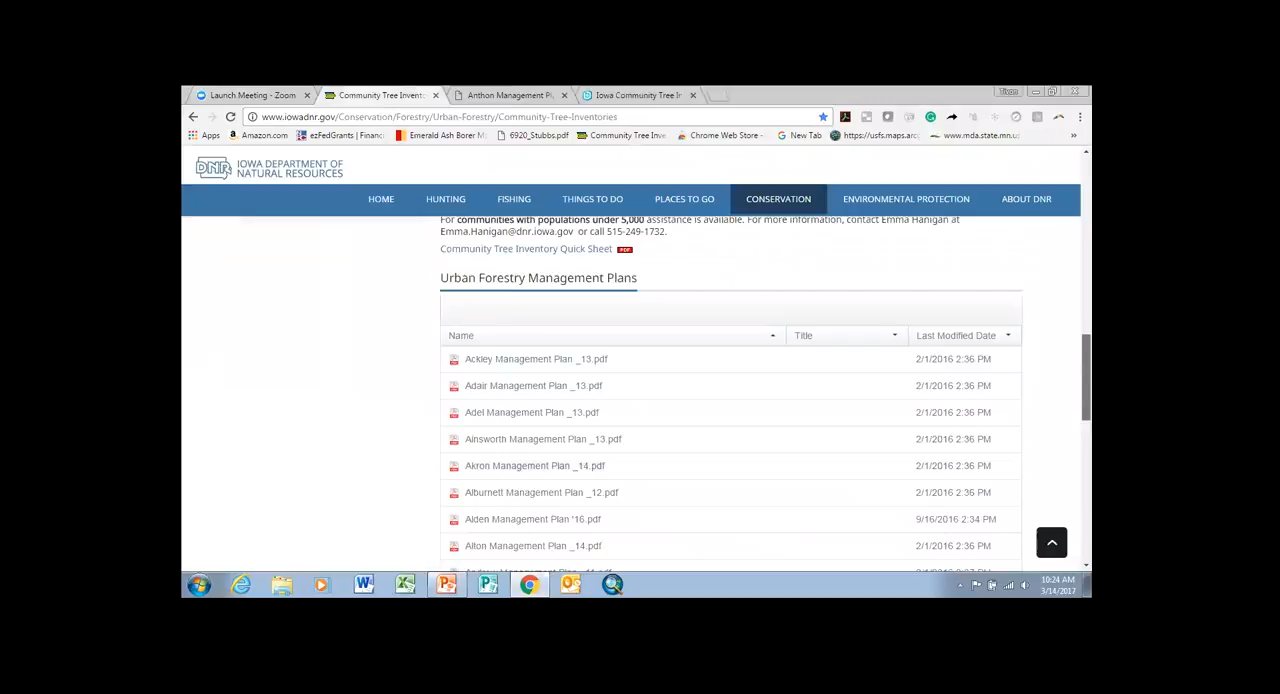 Launch Meeting - Zoom
Community Tree Invent
Anthon Management Pl
Iowa Community Tree Ir
Tivon
www.iowadnr.gov/Conservation/Forestry/Urban-Forestry/Community-Tree-Inventories
Apps
Amazon.com
ezFedGrants | Financi
Emerald Ash Borer M
6920_Stubbs.pdf
Community Tree Inve
Chrome Web Store -
New Tab
https://usfs.maps.arc
www.mda.state.mn.us
»
DNR
IOWA DEPARTMENT OF
NATURAL RESOURCES
HOME
HUNTING
FISHING
THINGS TO DO
PLACES TO GO
CONSERVATION
ENVIRONMENTAL PROTECTION
ABOUT DNR
For communities with populations under 5,000 assistance is available. For more information, contact Emma Hanigan at
Emma.Hanigan@dnr.iowa.gov or call 515-249-1732.
Community Tree Inventory Quick Sheet PDF
Urban Forestry Management Plans
Name Title Last Modified Date
Ackley Management Plan _13.pdf 2/1/2016 2:36 PM
Adair Management Plan _13.pdf 2/1/2016 2:36 PM
Adel Management Plan _13.pdf 2/1/2016 2:36 PM
Ainsworth Management Plan _13.pdf 2/1/2016 2:36 PM
Akron Management Plan _14.pdf 2/1/2016 2:36 PM
Alburnett Management Plan _12.pdf 2/1/2016 2:36 PM
Alden Management Plan '16.pdf 9/16/2016 2:34 PM
Alton Management Plan _14.pdf 2/1/2016 2:36 PM
10:24 AM
3/14/2017